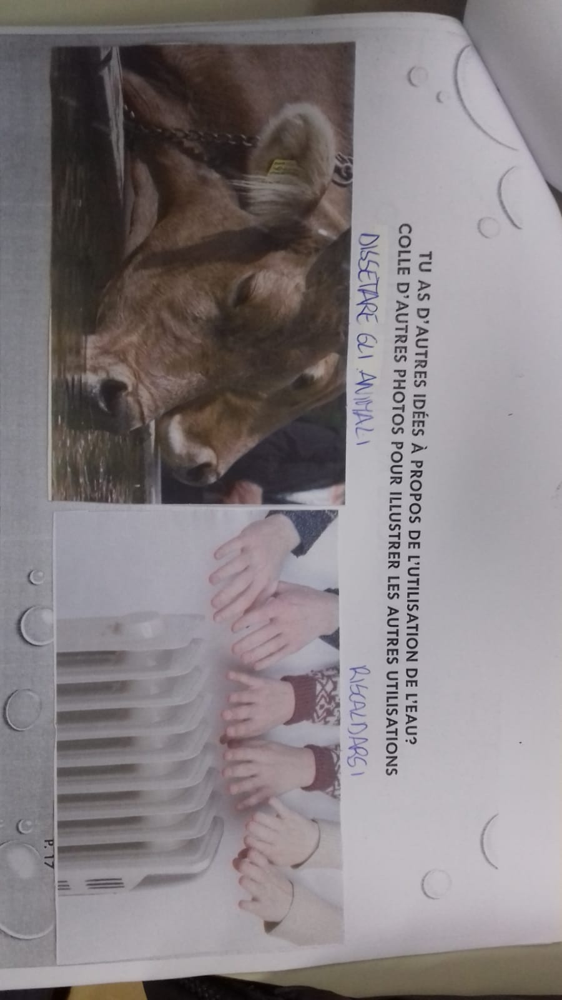 TU AS D'AUTRES IDÉES À PROPOS DE L'UTILISATION DE L'EAU?
COLLE D'AUTRES PHOTOS POUR ILLUSTRER LES AUTRES UTILISATIONS
DISSETARE GLI ANIMALI
RISCALDARSI
P. 17